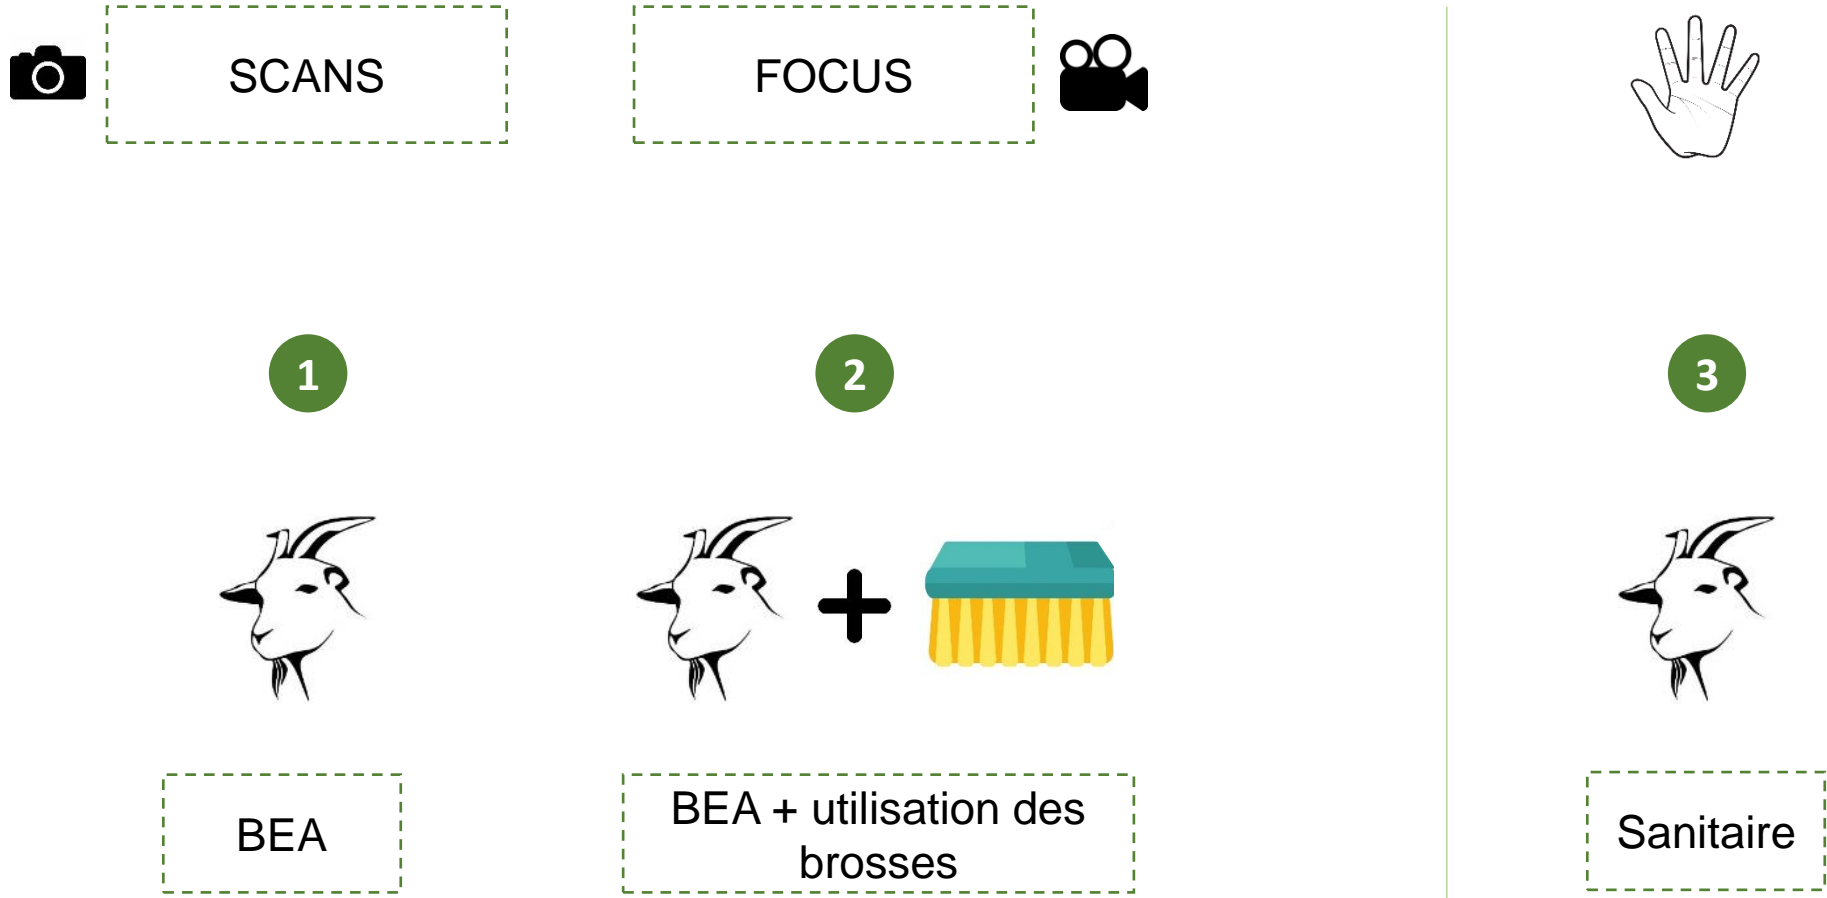 SCANS
FOCUS
1
2
3
BEA
BEA + utilisation des
brosses
Sanitaire